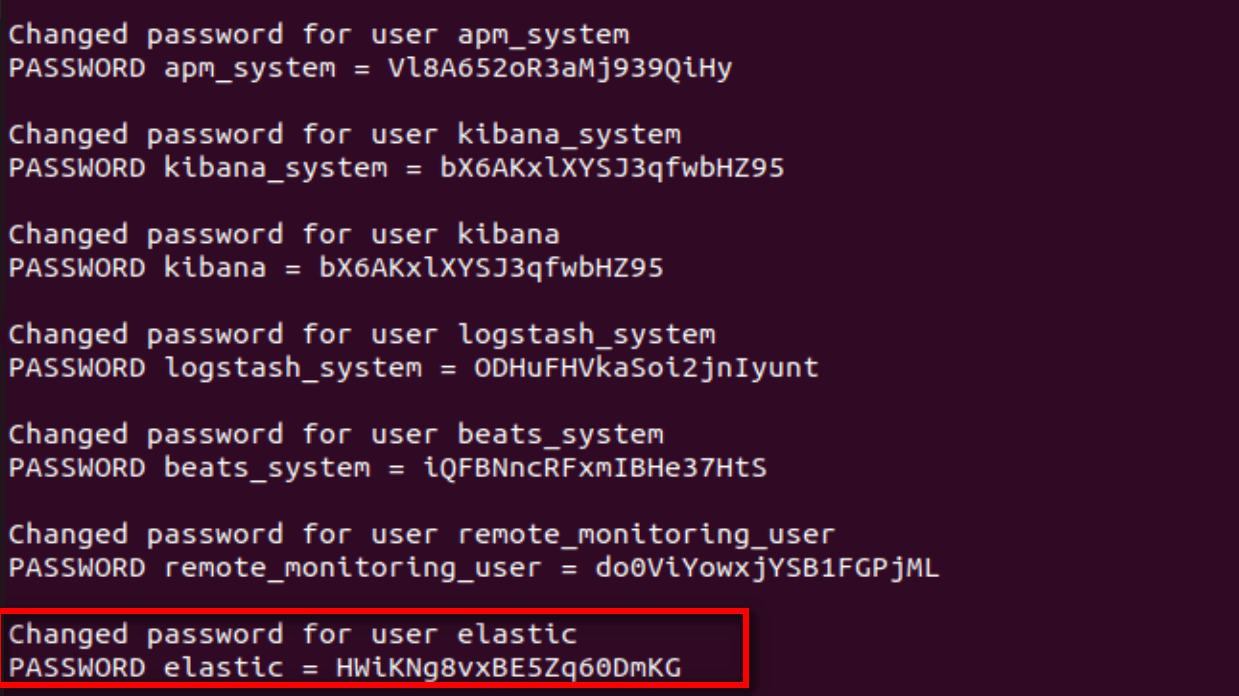 Changed password for user apm_system
PASSWORD apm_system = Vl8A652oR3aMj939QiHy
Changed password for user kibana_system
PASSWORD kibana_system = bX6AKxlXYSJ3qfwbHZ95
Changed password for user kibana
PASSWORD kibana = bX6AKxlXYSJ3qfwbHZ95
Changed password for user logstash_system
PASSWORD logstash_system = ODHuFHVkaSoi2jnIyunt
Changed password for user beats_system
PASSWORD beats_system = iQFBNncRFxmIBHe37HtS
Changed password for user remote_monitoring_user
PASSWORD remote_monitoring_user = do0ViYowxjYSB1FGPjML
Changed password for user elastic
PASSWORD elastic = HWiKNg8vxBE5Zq60DmKG